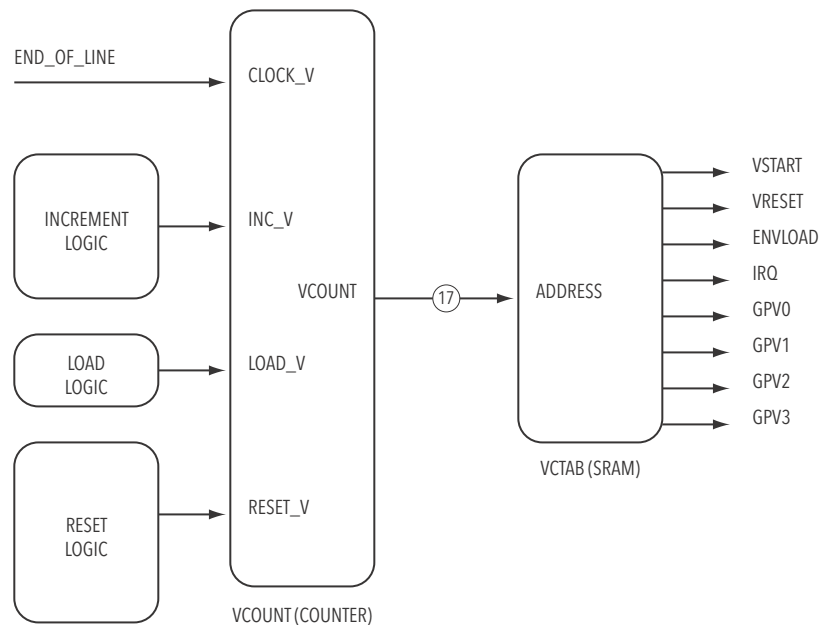 END_OF_LINE
CLOCK_V
INCREMENT
LOGIC
INC_V
VCOUNT
17
LOAD
LOGIC
LOAD_V
RESET
LOGIC
RESET_V
VCOUNT (COUNTER)
ADDRESS
VCTAB (SRAM)
VSTART
VRESET
ENVLOAD
IRQ
GPV0
GPV1
GPV2
GPV3